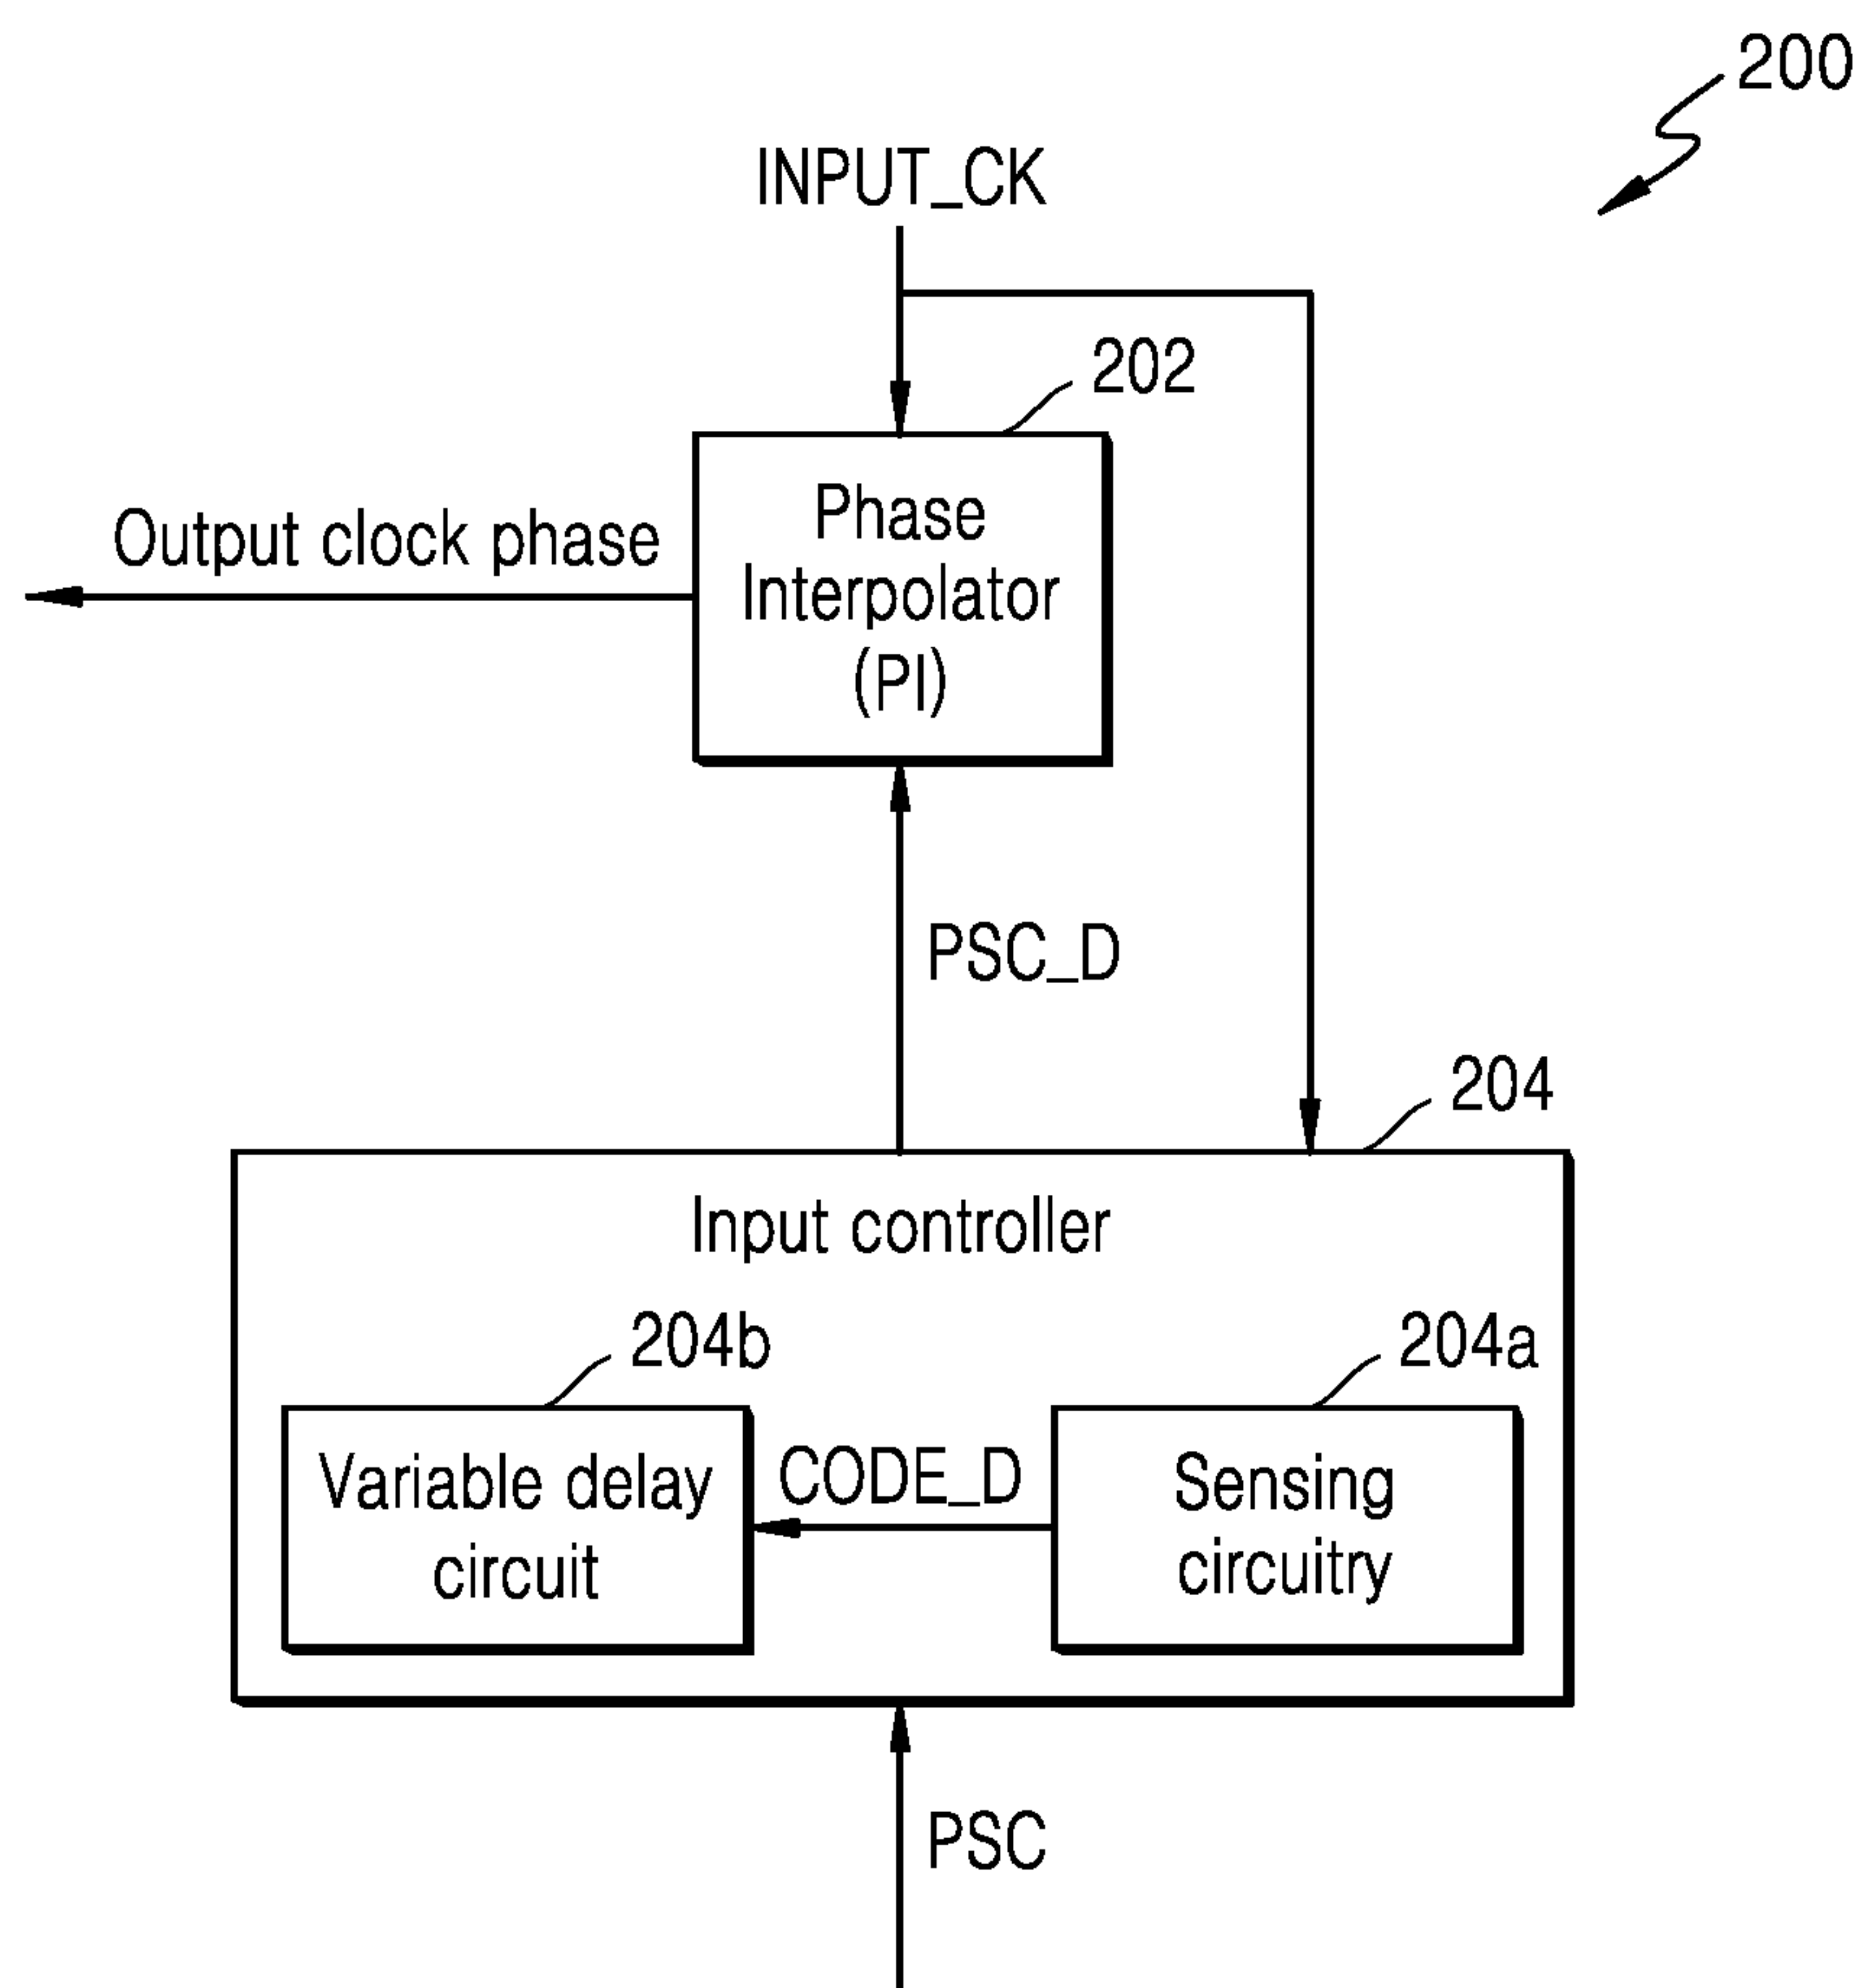 200
INPUT_CK
202
Phase
Interpolator
(PI)
Output clock phase
PSC_D
204
Input controller
204b
204a
Variable delay
circuit
CODE_D
Sensing
circuitry
PSC